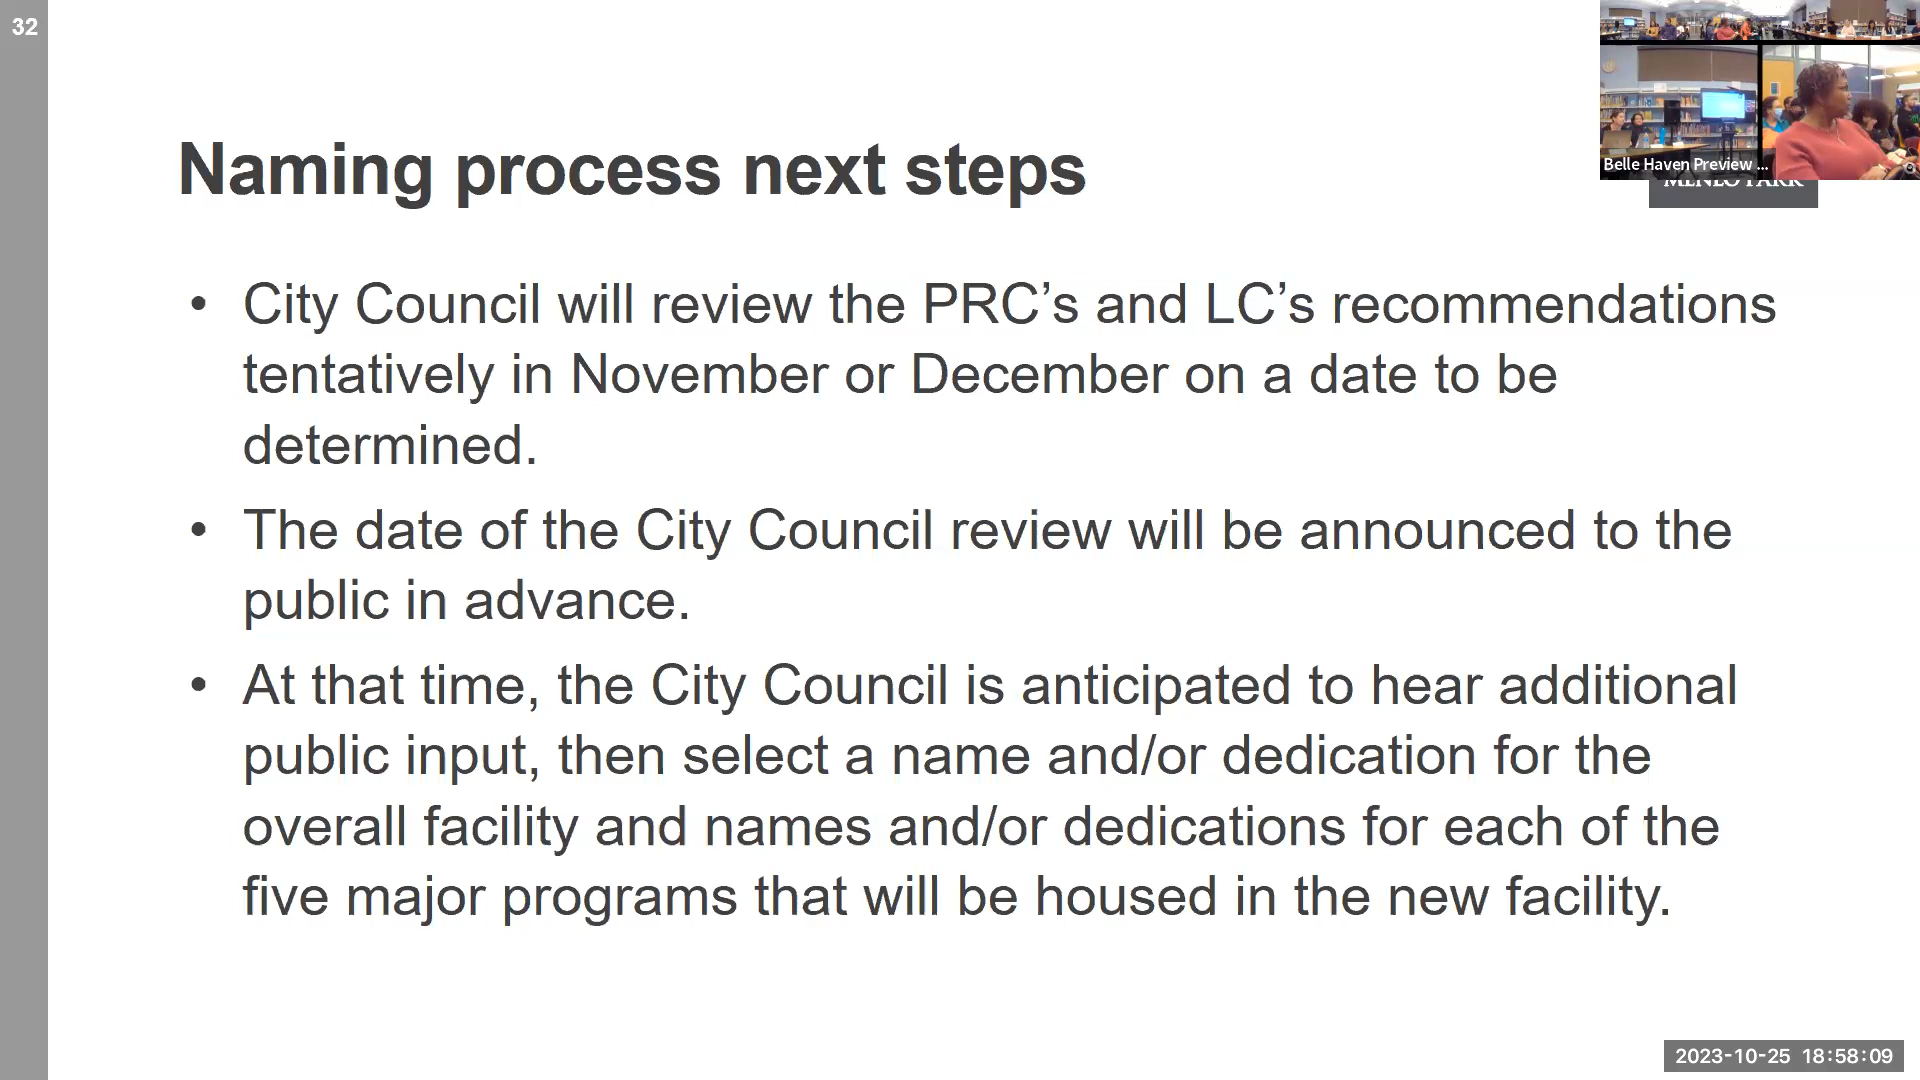 32
Naming process next steps
Belle Haven Preview ...
MENLO PARK
• City Council will review the PRC’s and LC’s recommendations
tentatively in November or December on a date to be
determined.
• The date of the City Council review will be announced to the
public in advance.
• At that time, the City Council is anticipated to hear additional
public input, then select a name and/or dedication for the
overall facility and names and/or dedications for each of the
five major programs that will be housed in the new facility.
2023-10-25 18:58:09